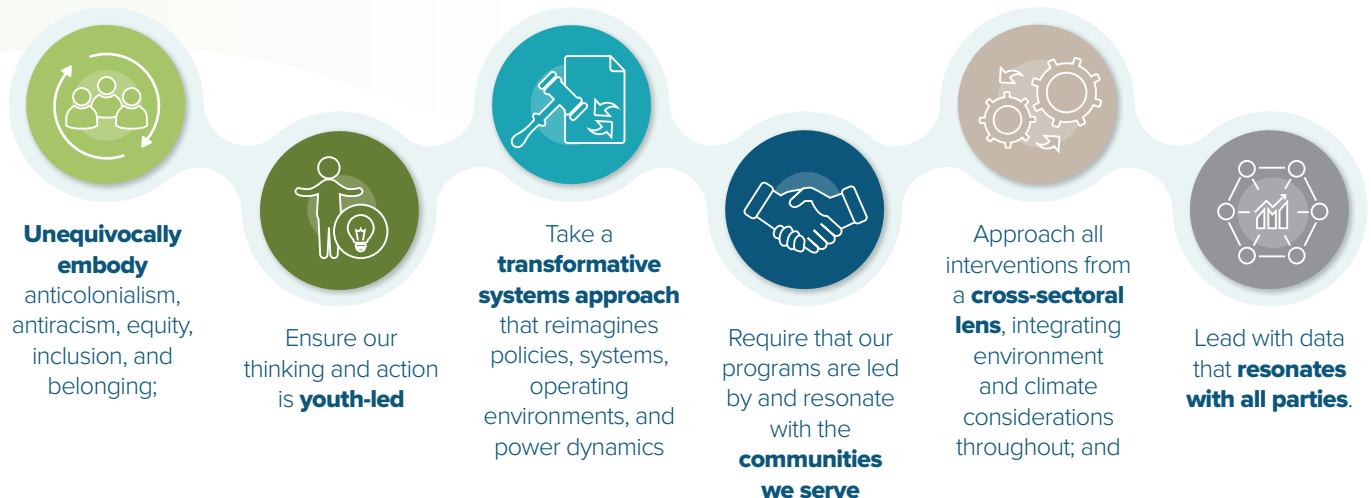 Unequivocally
embody
anticolonialism,
antiracism, equity,
inclusion, and
belonging;
Ensure our
thinking and action
is youth-led
Take a
transformative
systems approach
that reimagines
policies, systems,
operating
environments, and
power dynamics
Require that our
programs are led
by and resonate
with the
communities
we serve
Approach all
interventions from
a cross-sectoral
lens, integrating
environment
and climate
considerations
throughout; and
Lead with data
that resonates
with all parties.